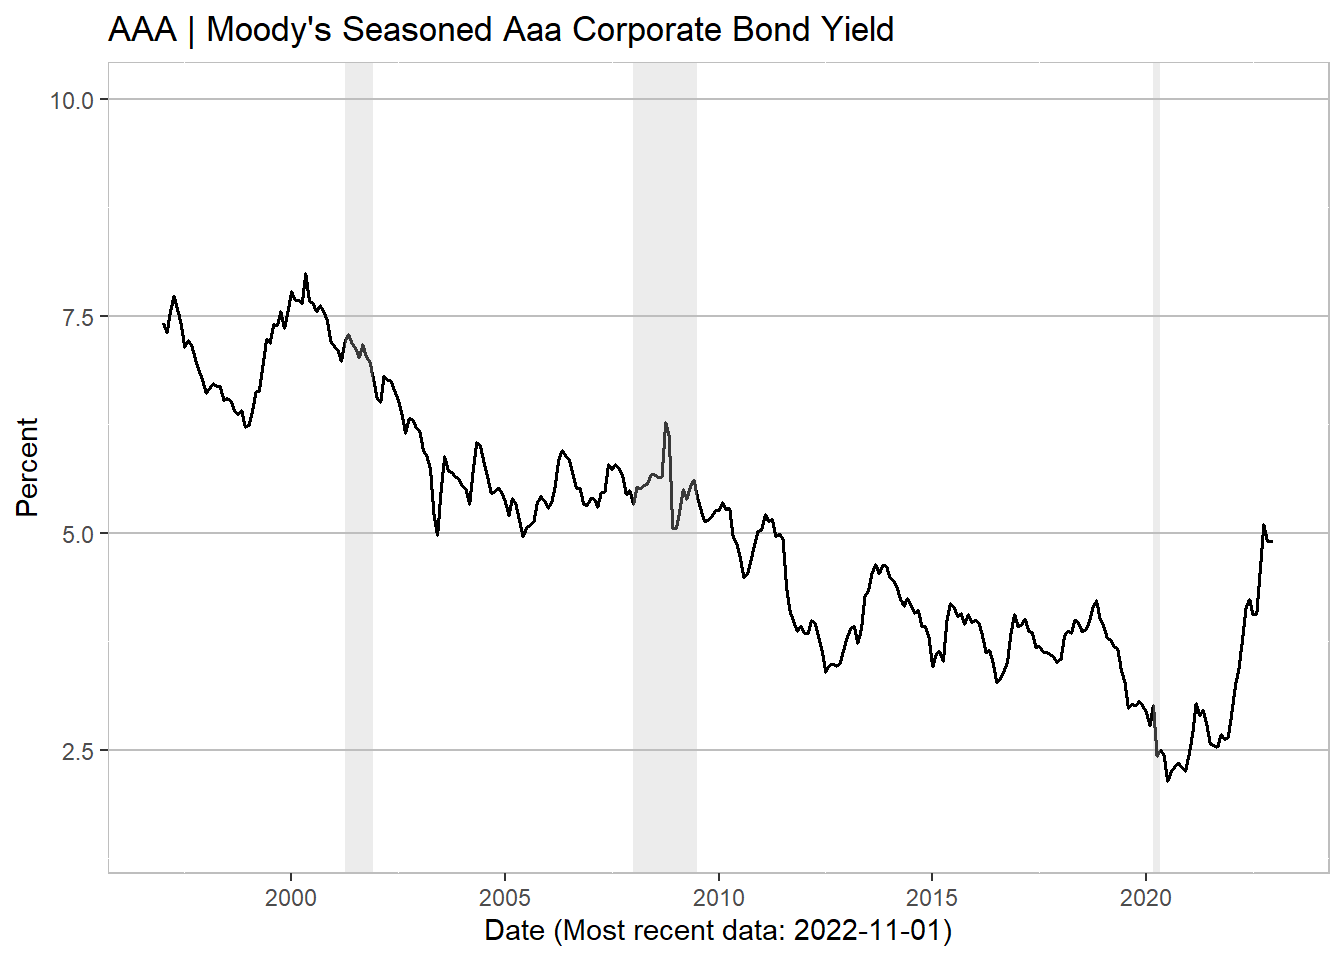 AAA | Moody's Seasoned Aaa Corporate Bond Yield
10.0
7.5
5.0
2.5
Percent
2000 2005 2010 2015 2020
Date (Most recent data: 2022-11-01)